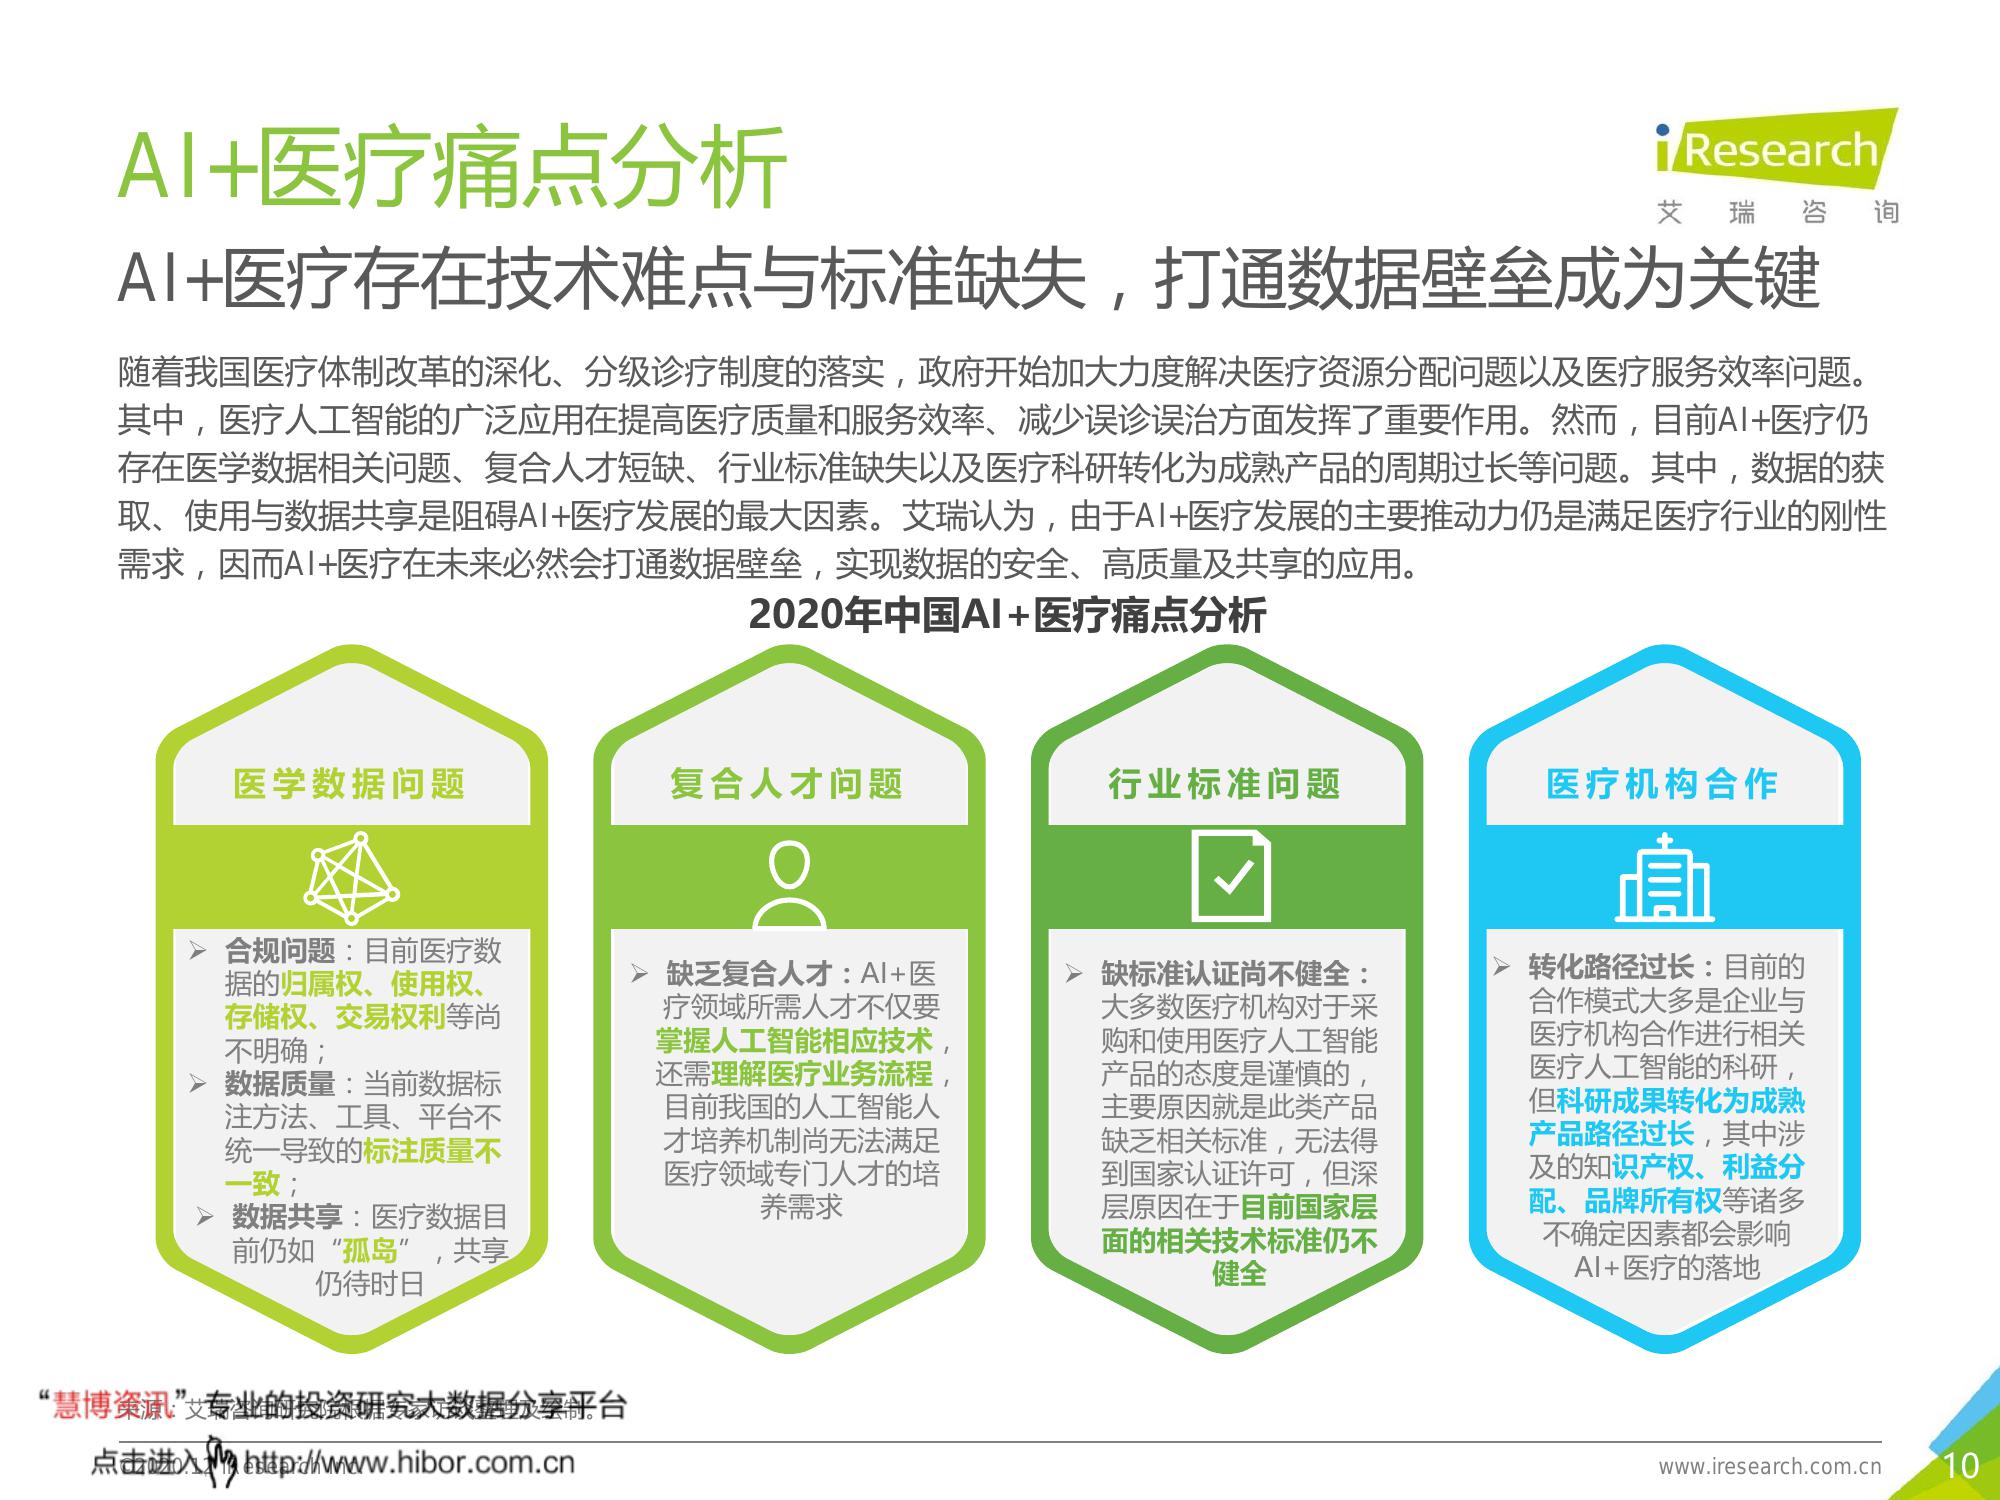 AI+医疗痛点分析
iResearch
艾瑞咨询
AI+医疗存在技术难点与标准缺失，打通数据壁垒成为关键
随着我国医疗体制改革的深化、分级诊疗制度的落实，政府开始加大力度解决医疗资源分配问题以及医疗服务效率问题。
其中，医疗人工智能的广泛应用在提高医疗质量和服务效率、减少误诊误治方面发挥了重要作用。然而，目前AI+医疗仍
存在医学数据相关问题、复合人才短缺、行业标准缺失以及医疗科研转化为成熟产品的周期过长等问题。其中，数据的获
取、使用与数据共享是阻碍AI+医疗发展的最大因素。艾瑞认为，由于AI+医疗发展的主要推动力仍是满足医疗行业的刚性
需求，因而AI+医疗在未来必然会打通数据壁垒，实现数据的安全、高质量及共享的应用。
2020年中国AI+医疗痛点分析
医学数据问题
➢ 合规问题：目前医疗数
据的归属权、使用权、
存储权、交易权利等尚
不明确；
➢ 数据质量：当前数据标
注方法、工具、平台不
统一导致的标注质量不
一致；
➢ 数据共享：医疗数据目
前仍如“孤岛”，共享
仍待时日
复合人才问题
➢ 缺乏复合人才：AI+医
疗领域所需人才不仅要
掌握人工智能相应技术，
还需理解医疗业务流程，
目前我国的人工智能人
才培养机制尚无法满足
医疗领域专门人才的培
养需求
行业标准问题
➢ 缺标准认证尚不健全：
大多数医疗机构对于采
购和使用医疗人工智能
产品的态度是谨慎的，
主要原因就是此类产品
缺乏相关标准，无法得
到国家认证许可，但深
层原因在于目前国家层
面的相关技术标准仍不
健全
医疗机构合作
➢ 转化路径过长：目前的
合作模式大多是企业与
医疗机构合作进行相关
医疗人工智能的科研，
但科研成果转化为成熟
产品路径过长，其中涉
及的知识产权、利益分
配、品牌所有权等诸多
不确定因素都会影响
AI+医疗的落地
“慧博资讯”专业的投资研究大数据分享平台
来源：艾瑞咨询研究院根据专家访谈整理及绘制。
点击进入 http://www.hibor.com.cn
©2020.12 iResearch Inc.
www.iresearch.com.cn
10